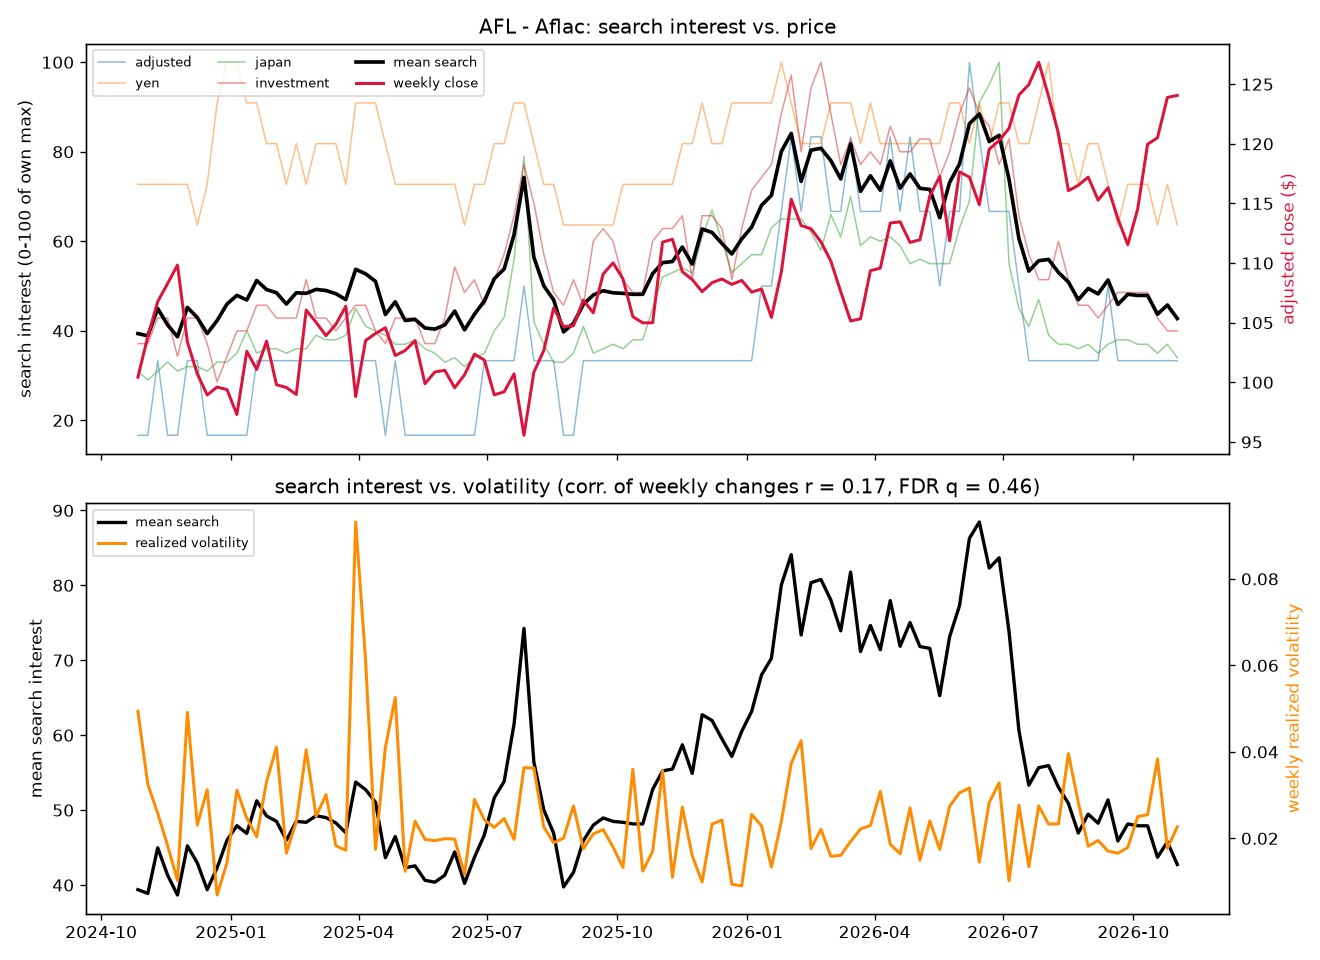 AFL - Aflac: search interest vs. price
adjusted
yen
japan
investment
mean search
weekly close
search interest (0-100 of own max)
100
80
60
40
20
adjusted close ($)
125
120
115
110
105
100
95
search interest vs. volatility (corr. of weekly changes r = 0.17, FDR q = 0.46)
mean search
realized volatility
mean search interest
90
80
70
60
50
40
weekly realized volatility
0.08
0.06
0.04
0.02
2024-10
2025-01
2025-04
2025-07
2025-10
2026-01
2026-04
2026-07
2026-10